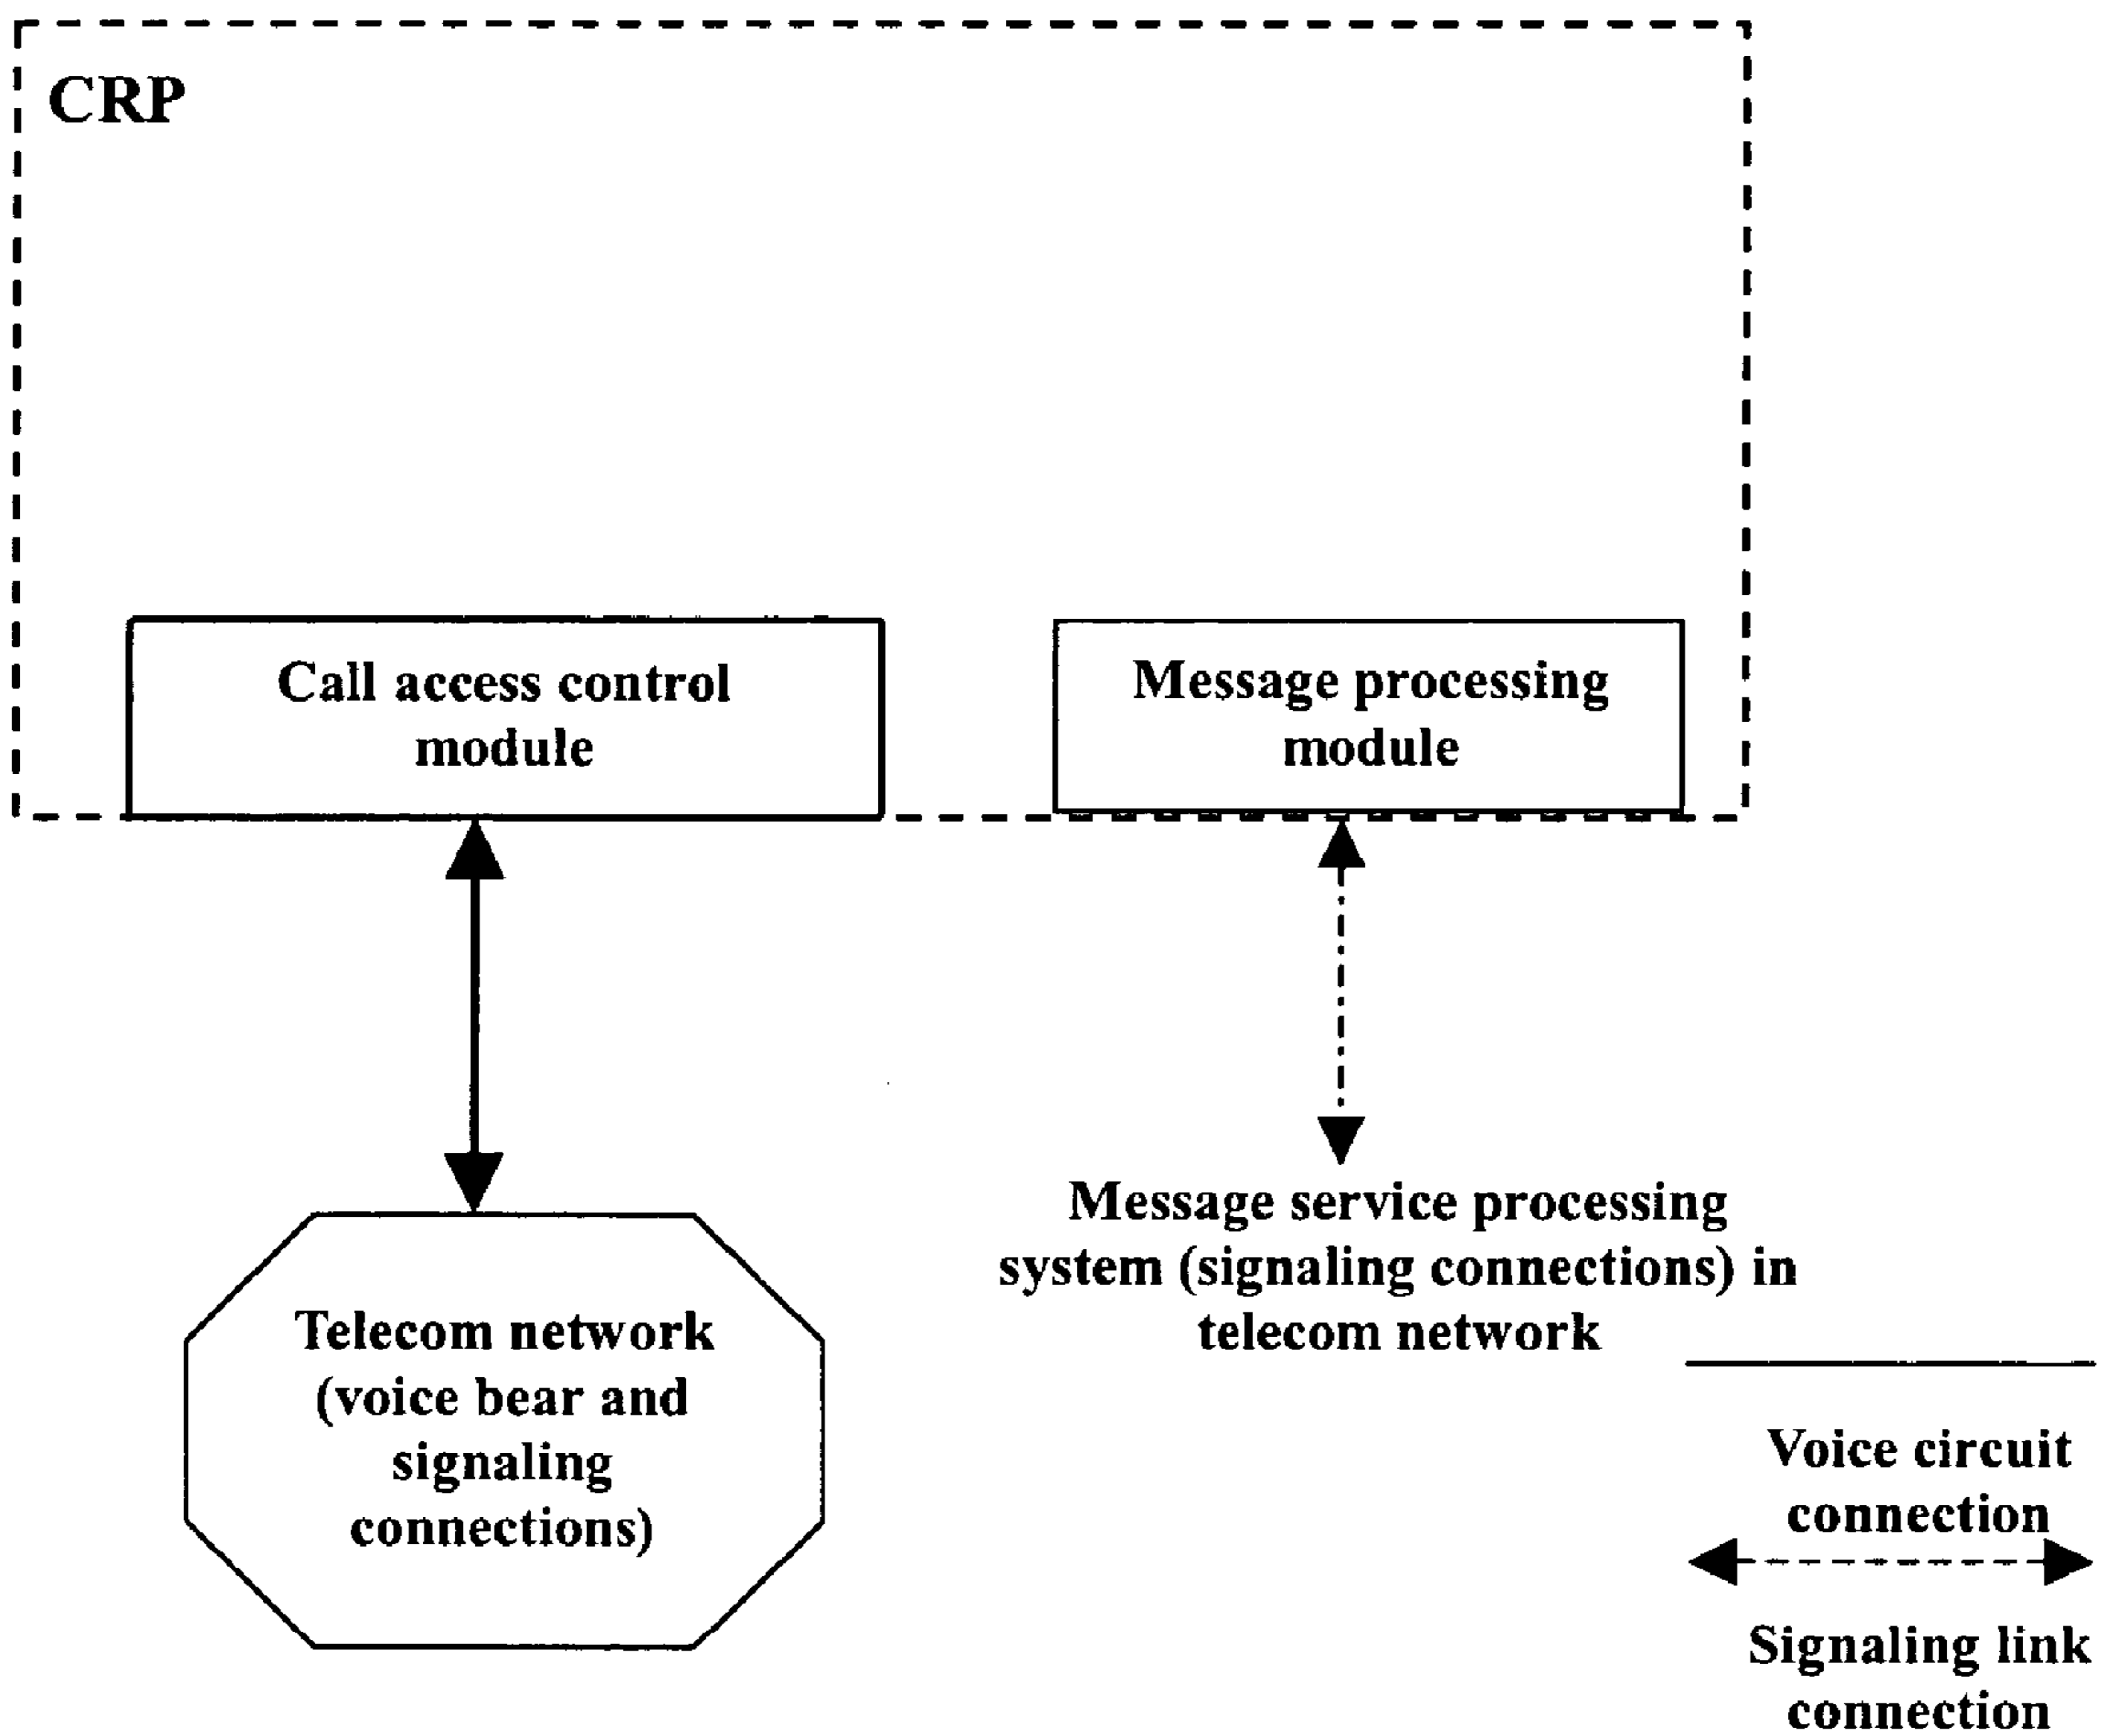 CRP
Call access control
module
Message processing
module
Message service processing
system (signaling connections) in
telecom network
Telecom network
(voice bear and
signaling
connections)
Voice circuit
connection
Signaling link
connection